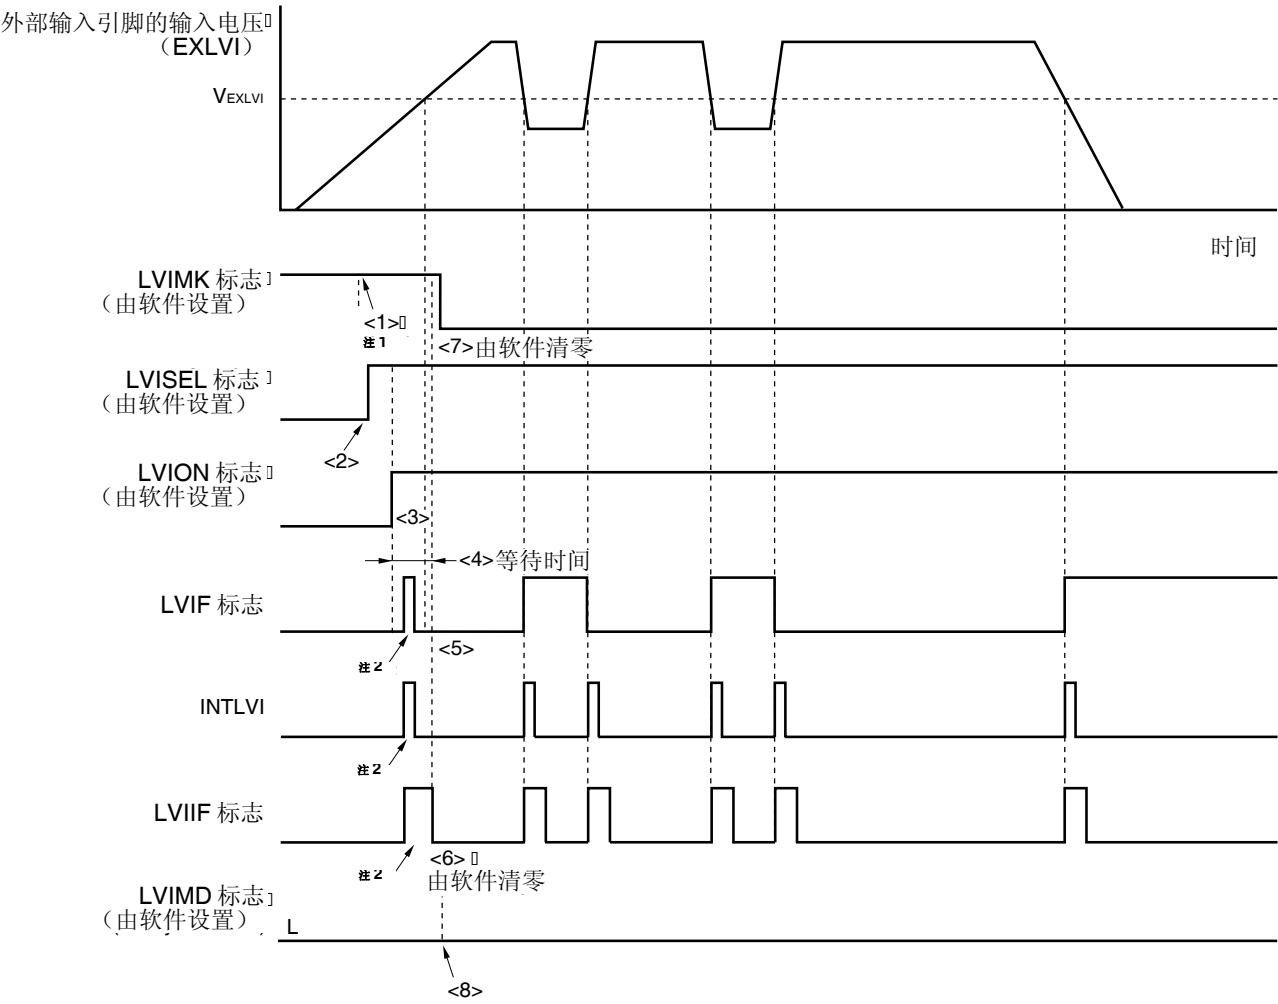 外部输入引脚的输入电压
（EXLVI）
VEXLVI
时间
LVIMK 标志
（由软件设置）
<1>
注 1
<7>由软件清零
LVISEL 标志
（由软件设置）
<2>
LVION 标志
（由软件设置）
<3>
<4>等待时间
LVIF 标志
注 2
<5>
INTLVI
注 2
LVIIF 标志
注 2
<6>
由软件清零
LVIMD 标志
（由软件设置）
L
<8>